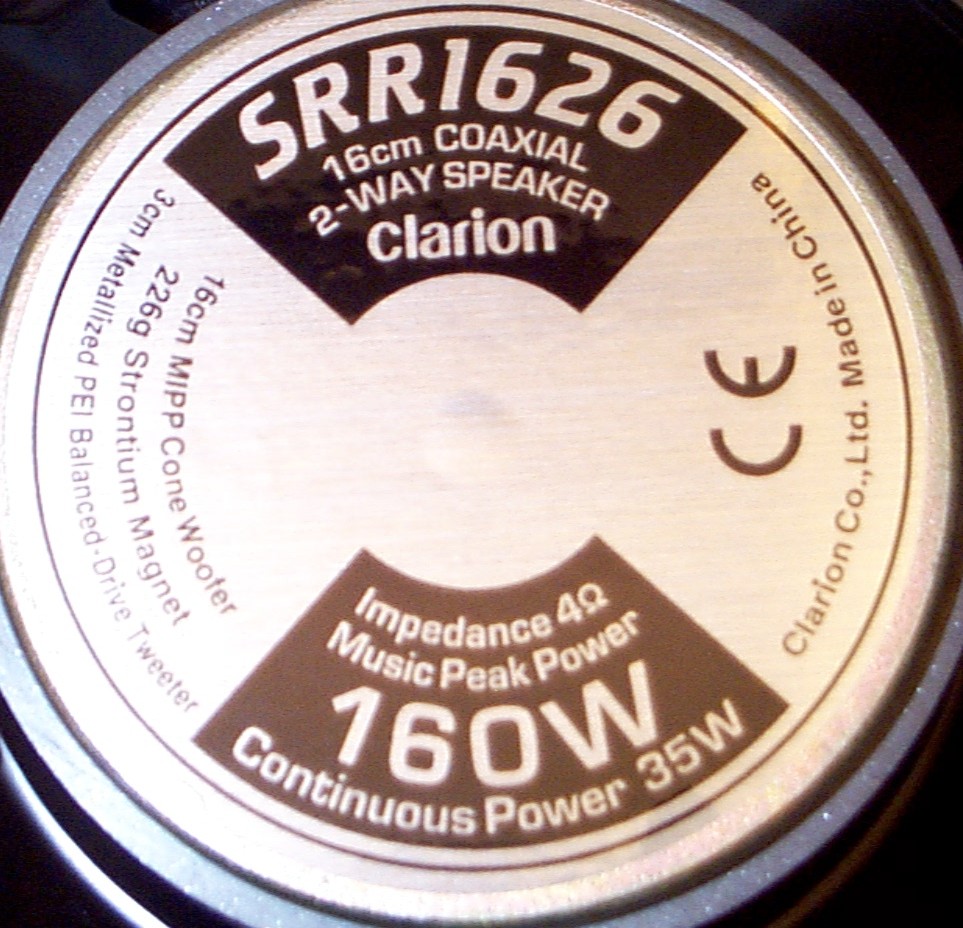 SRR1626
16cm COAXIAL
2-WAY SPEAKER
clarion
16cm MIPP Cone Woofer
226g Strontium Magnet
3cm Metallized PEI Balanced-Drive Tweeter
CE
Clarion Co.,Ltd. Made in China
Impedance 4Ω
Music Peak Power
160W
Continuous Power 35W